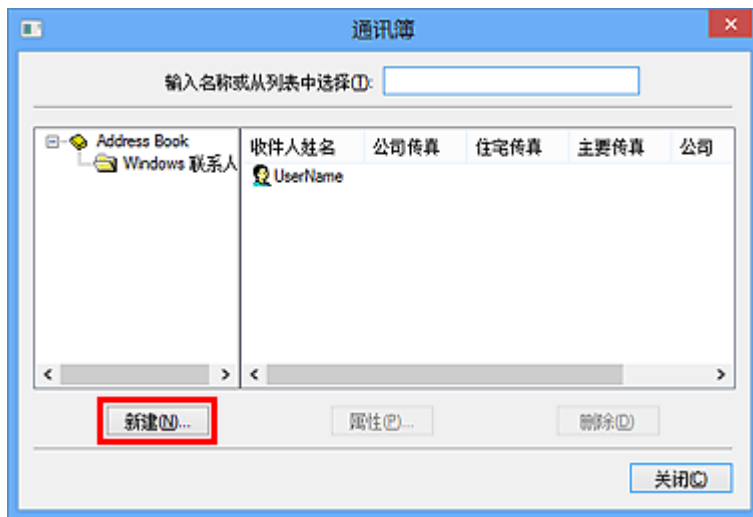 通讯簿
输入名称或从列表中选择(I):
Address Book
Windows 联系人
收件人姓名 公司传真 住宅传真 主要传真 公司
UserName
新建(N)... 属性(P)... 删除(D)
关闭(C)